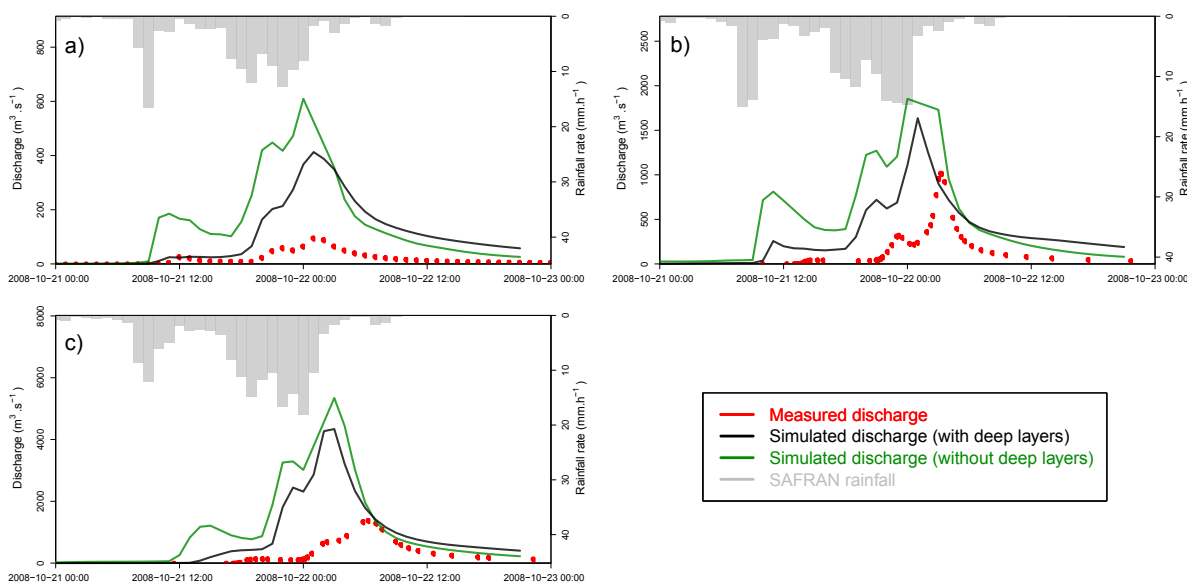 a)
Discharge (m³.s⁻¹)
0 200 400 600 800
Rainfall rate (mm.h⁻¹)
0 10 20 30 40
2008−10−21 00:00 2008−10−21 12:00 2008−10−22 00:00 2008−10−22 12:00 2008−10−23 00:00
b)
Discharge (m³.s⁻¹)
0 500 1000 1500 2000 2500
Rainfall rate (mm.h⁻¹)
0 10 20 30 40
2008−10−21 00:00 2008−10−21 12:00 2008−10−22 00:00 2008−10−22 12:00 2008−10−23 00:00
c)
Discharge (m³.s⁻¹)
0 2000 4000 6000 8000
Rainfall rate (mm.h⁻¹)
0 10 20 30 40
2008−10−21 00:00 2008−10−21 12:00 2008−10−22 00:00 2008−10−22 12:00 2008−10−23 00:00
Measured discharge
Simulated discharge (with deep layers)
Simulated discharge (without deep layers)
SAFRAN rainfall